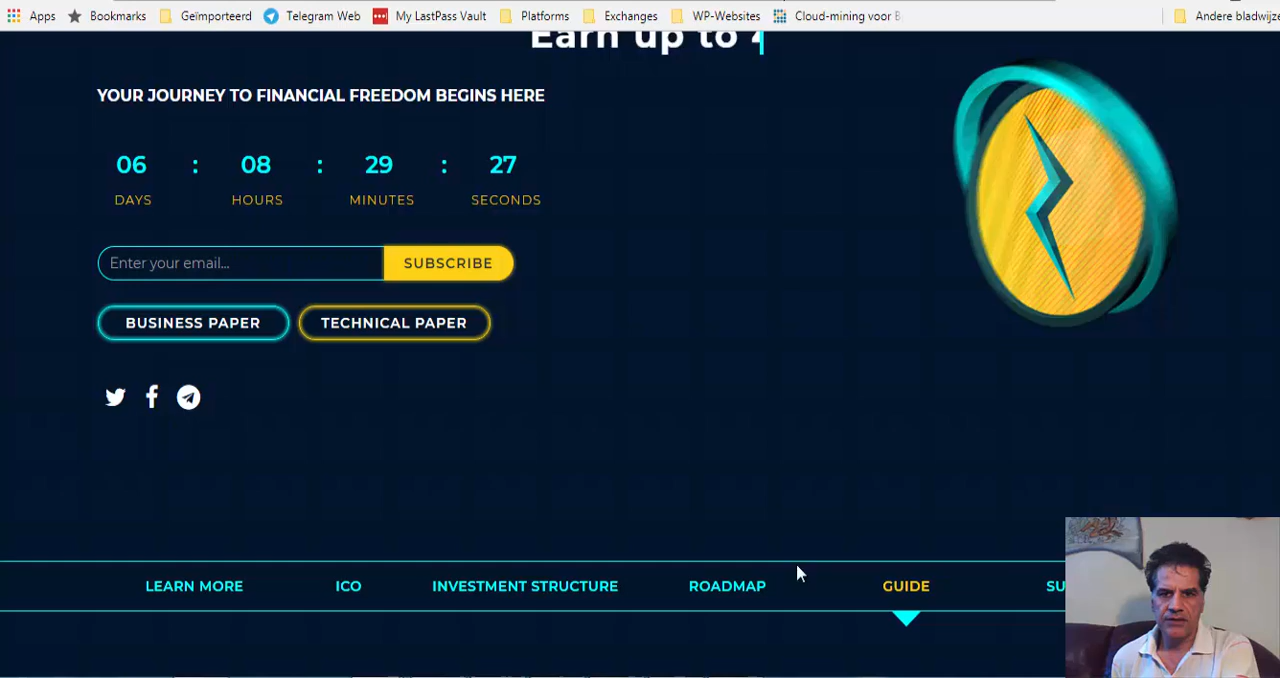 Apps Bookmarks Geïmporteerd Telegram Web My LastPass Vault Platforms Exchanges WP-Websites Cloud-mining voor B Andere bladwijze
Earn up to
YOUR JOURNEY TO FINANCIAL FREEDOM BEGINS HERE
06 : 08 : 29 : 27
DAYS HOURS MINUTES SECONDS
Enter your email... SUBSCRIBE
BUSINESS PAPER TECHNICAL PAPER
LEARN MORE ICO INVESTMENT STRUCTURE ROADMAP GUIDE SU